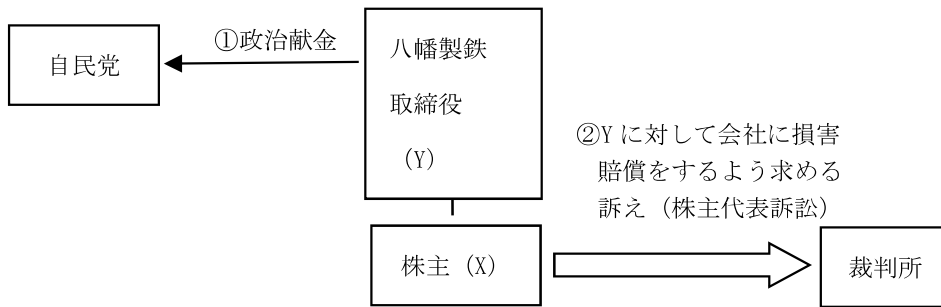 ①政治献金
自民党
八幡製鉄
取締役
（Y）
②Y に対して会社に損害
賠償をするよう求める
訴え（株主代表訴訟）
株主（X）
裁判所